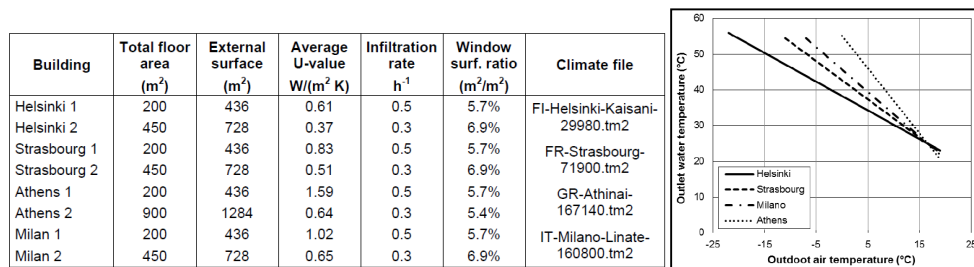 Building Total floor area (m²) External surface (m²) Average U-value W/(m² K) Infiltration rate h⁻¹ Window surf. ratio (m²/m²) Climate file
Helsinki 1 200 436 0.61 0.5 5.7% FI-Helsinki-Kaisani-29980.tm2
Helsinki 2 450 728 0.37 0.3 6.9%
Strasbourg 1 200 436 0.83 0.5 5.7% FR-Strasbourg-71900.tm2
Strasbourg 2 450 728 0.51 0.3 6.9%
Athens 1 200 436 1.59 0.5 5.7% GR-Athinai-167140.tm2
Athens 2 900 1284 0.64 0.3 5.4%
Milan 1 200 436 1.02 0.5 5.7% IT-Milano-Linate-160800.tm2
Milan 2 450 728 0.65 0.3 6.9%
Outlet water temperature (°C)
60
50
40
30
20
10
0
Helsinki
Strasbourg
Milano
Athens
-25 -15 -5 5 15 25
Outdoot air temperature (°C)